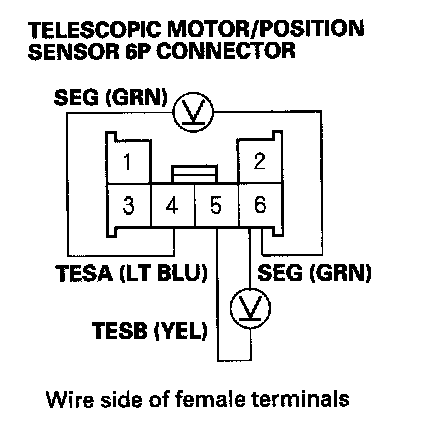 TELESCOPIC MOTOR/POSITION
SENSOR 6P CONNECTOR
SEG (GRN)
V
1
2
3
4
5
6
TESA (LT BLU)
SEG (GRN)
V
TESB (YEL)
Wire side of female terminals